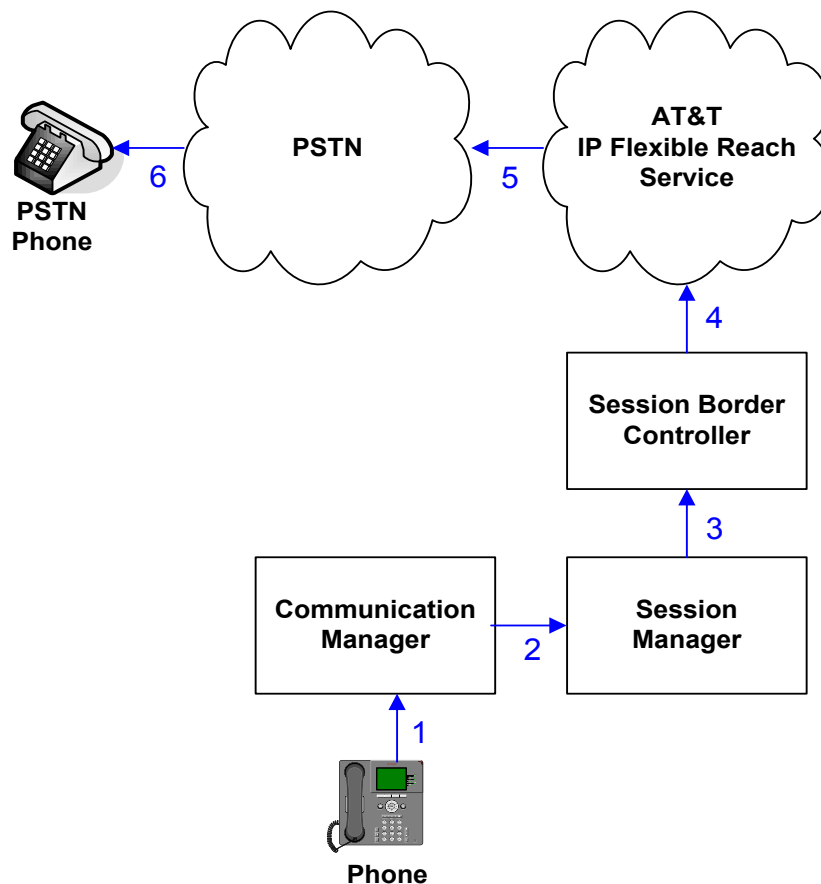 PSTN
AT&T
IP Flexible Reach
Service
6
5
PSTN
Phone
4
Session Border
Controller
3
Communication
Manager
2
Session
Manager
1
Phone